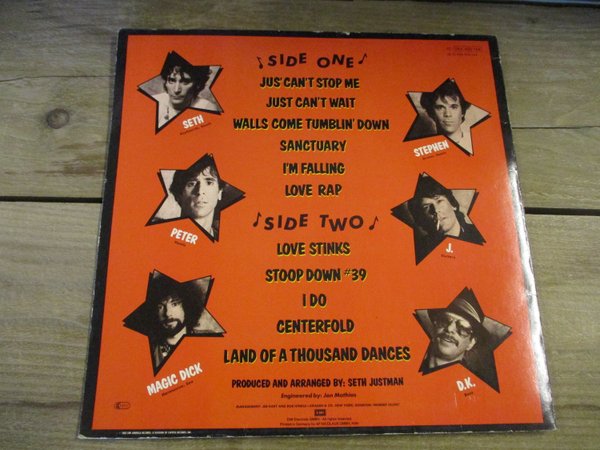 SIDE ONE
JUS' CAN'T STOP ME
JUST CAN'T WAIT
WALLS COME TUMBLIN' DOWN
SANCTUARY
I'M FALLING
LOVE RAP
SETH
STEPHEN
PETER
J.
SIDE TWO
LOVE STINKS
STOOP DOWN #39
I DO
CENTERFOLD
LAND OF A THOUSAND DANCES
MAGIC DICK
D.K.
PRODUCED AND ARRANGED BY: SETH JUSTMAN
Engineered by: Jon Mathias
EMI